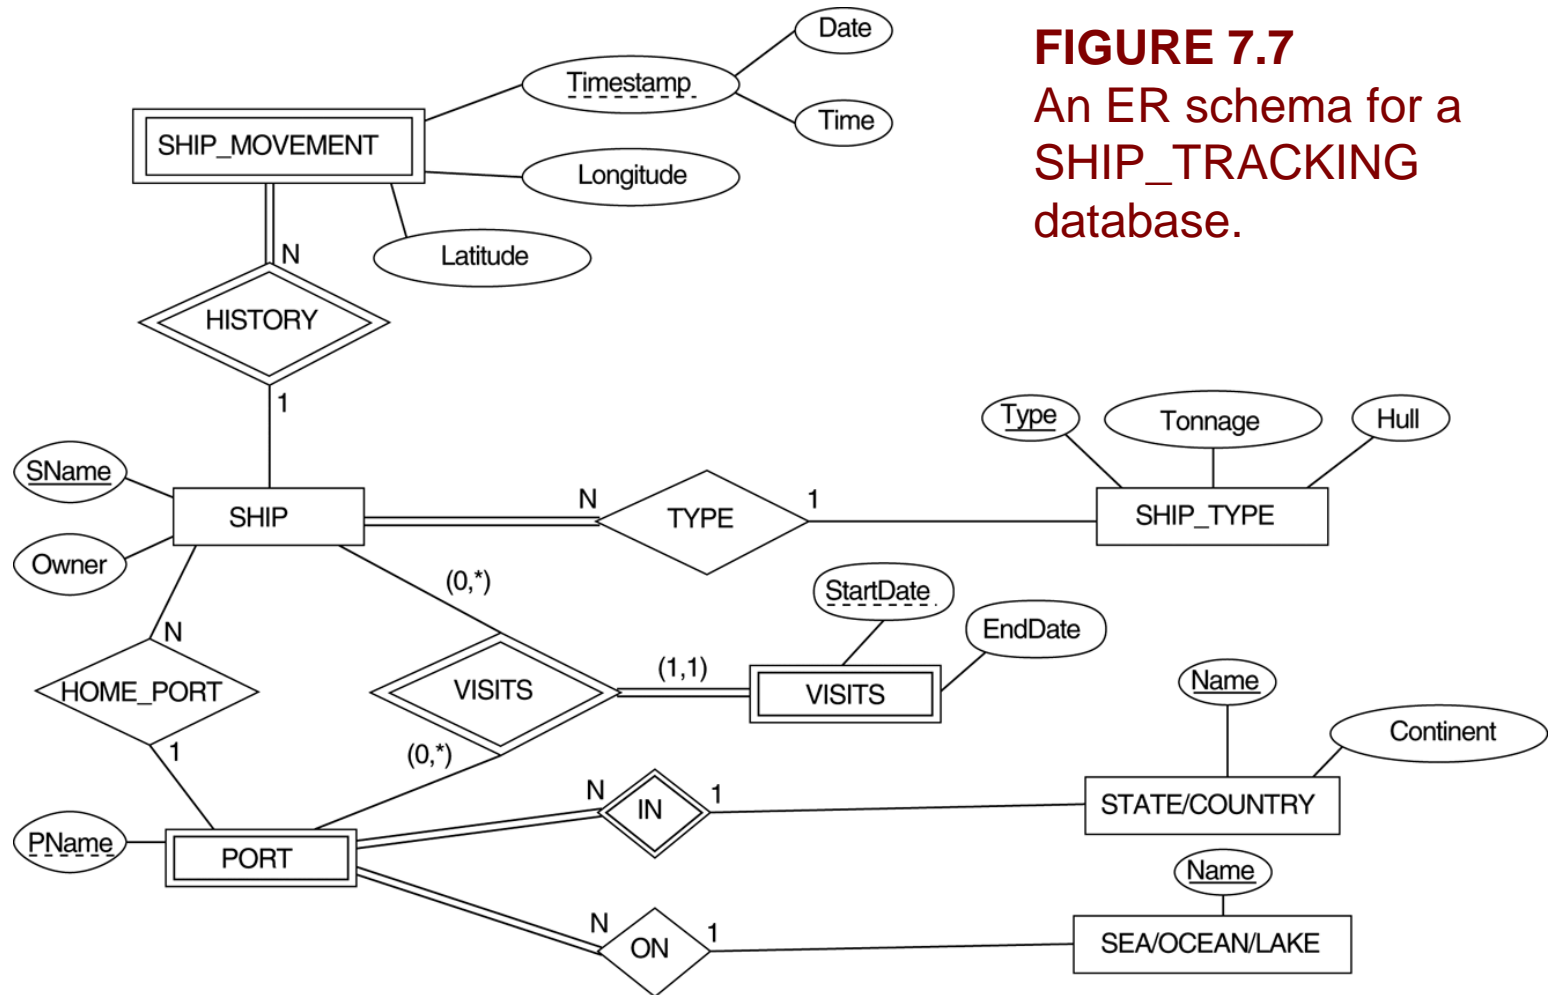 FIGURE 7.7
An ER schema for a
SHIP_TRACKING
database.
Date
Timestamp
Time
SHIP_MOVEMENT
Longitude
Latitude
N
HISTORY
1
Type
Tonnage
Hull
SName
SHIP
N
TYPE
1
SHIP_TYPE
Owner
(0,*)
StartDate
EndDate
N
HOME_PORT
VISITS
(1,1)
VISITS
Name
Continent
1
(0,*)
N
IN
1
STATE/COUNTRY
PName
PORT
Name
N
ON
1
SEA/OCEAN/LAKE